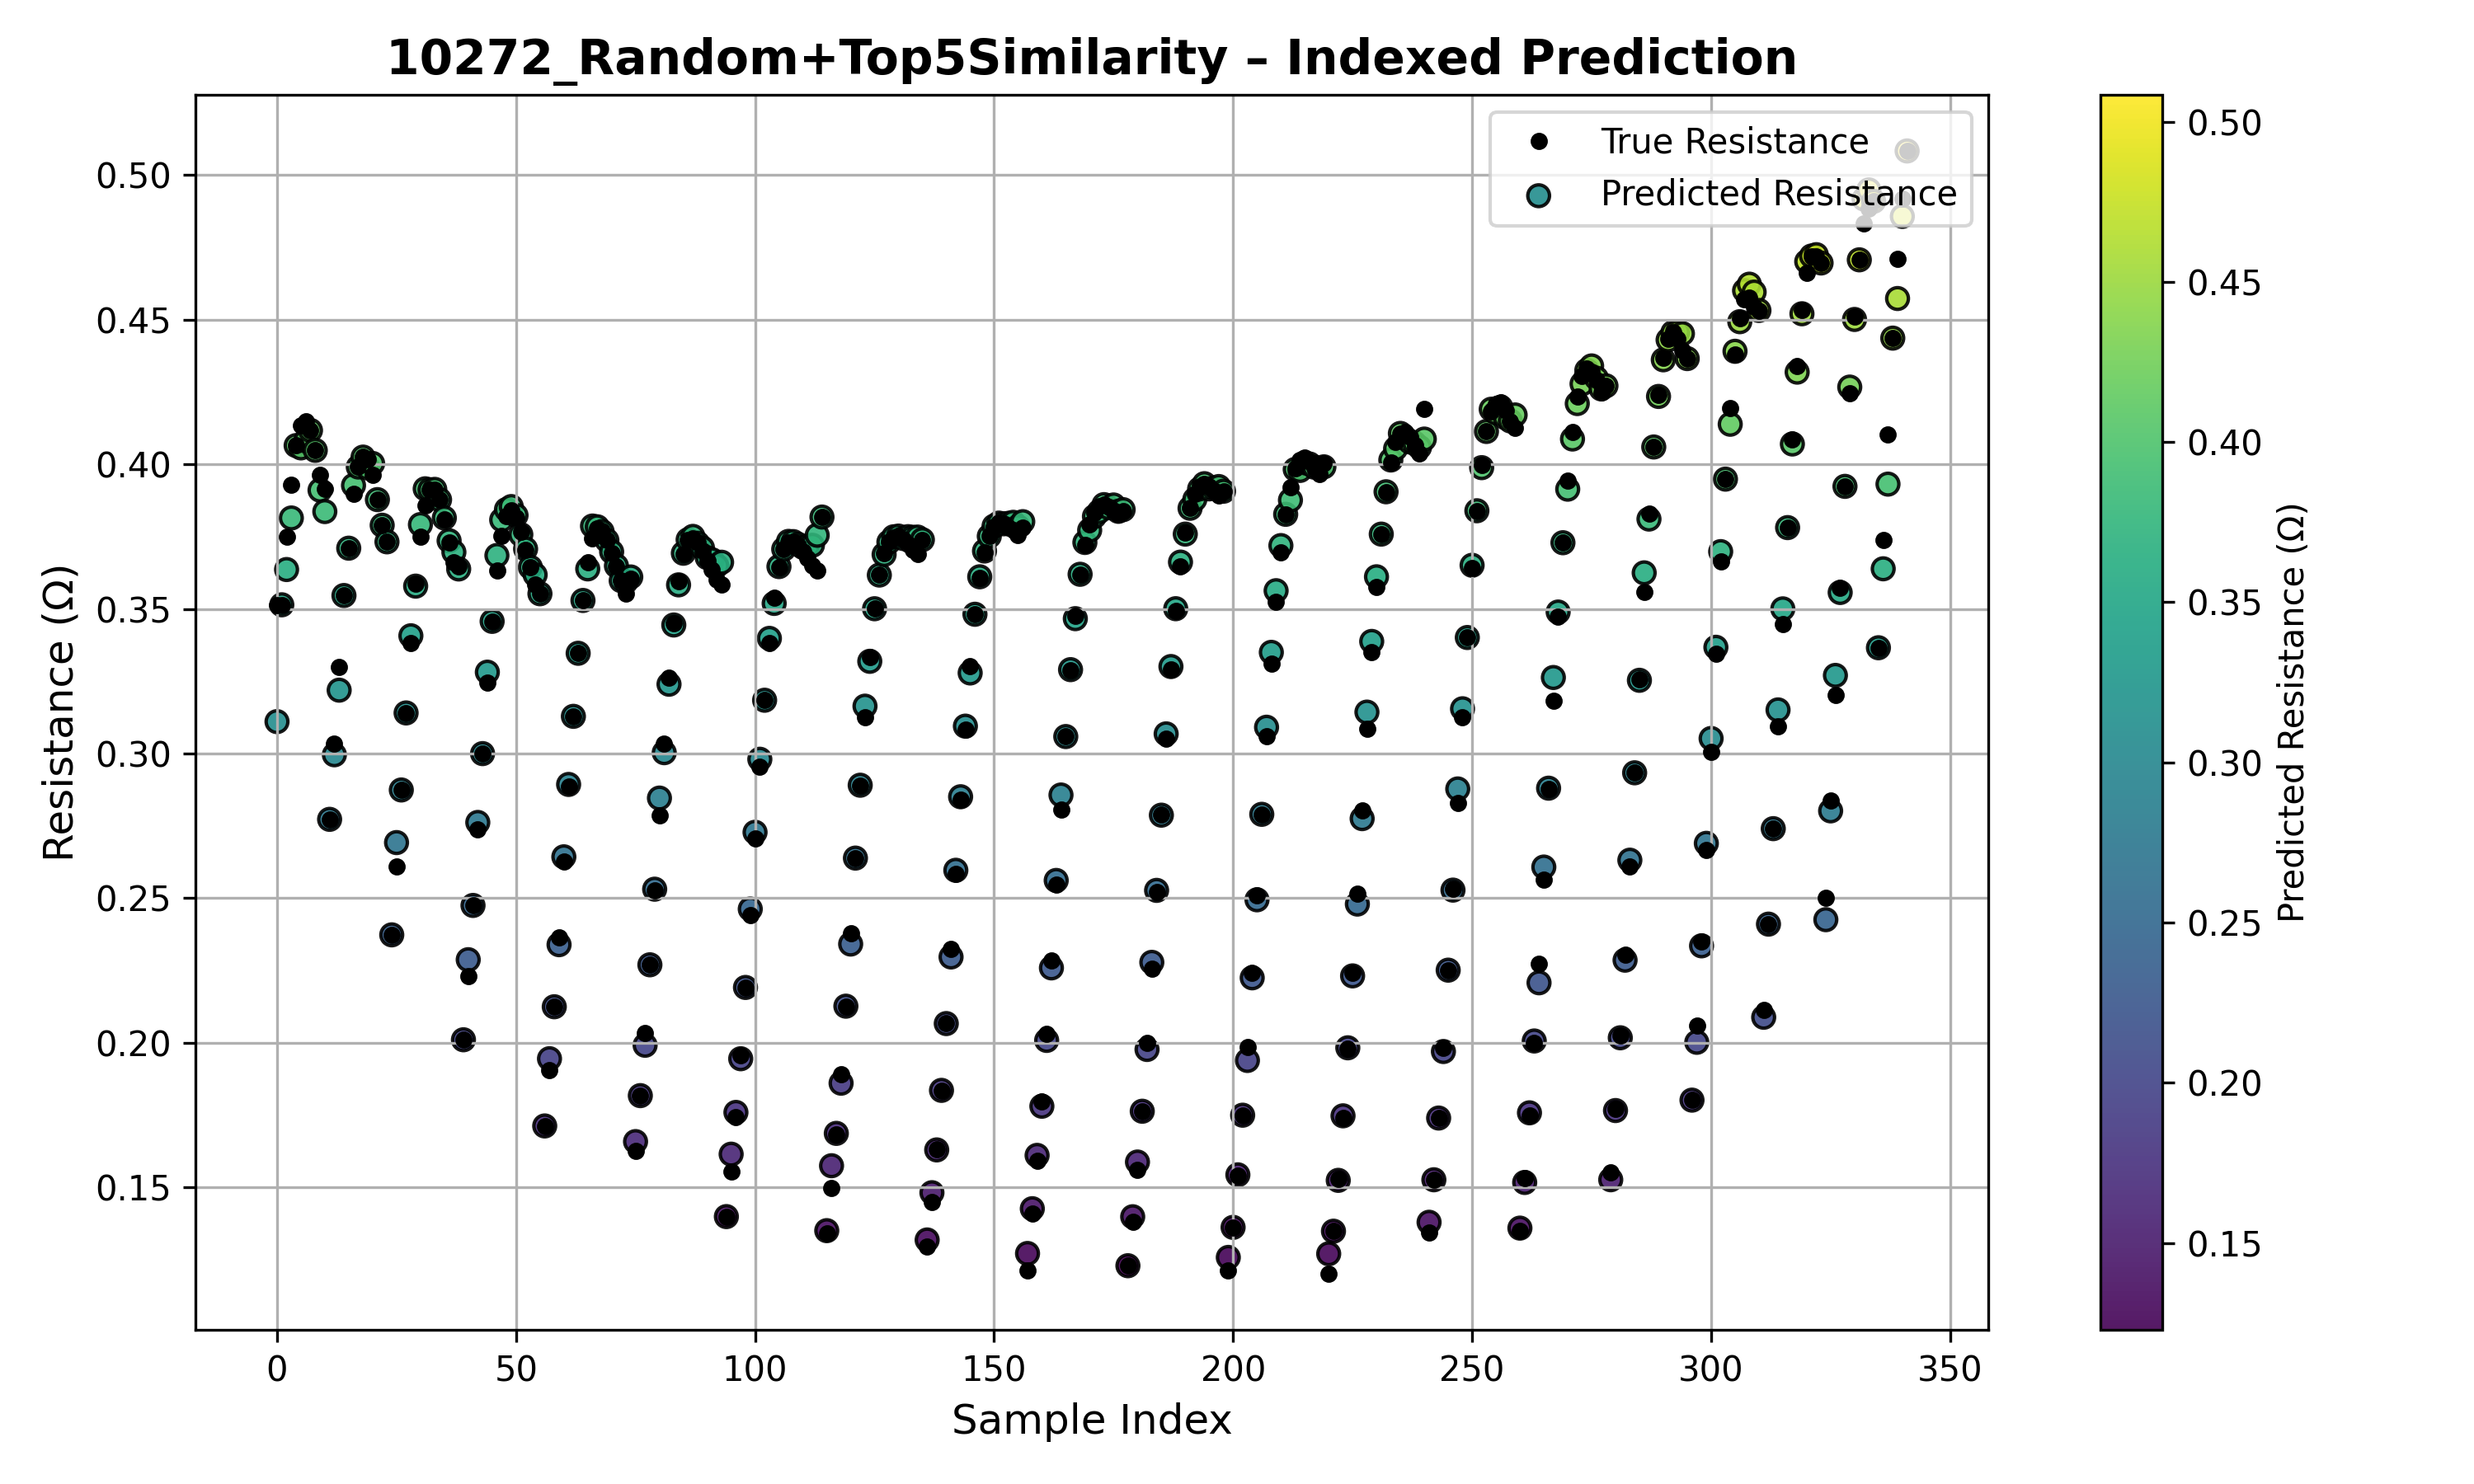 10272_Random+Top5Similarity – Indexed Prediction
True Resistance
Predicted Resistance
0.50
0.45
0.40
0.35
0.30
0.25
0.20
0.15
Resistance (Ω)
0 50 100 150 200 250 300 350
Sample Index
0.50
0.45
0.40
0.35
0.30
0.25
0.20
0.15
Predicted Resistance (Ω)